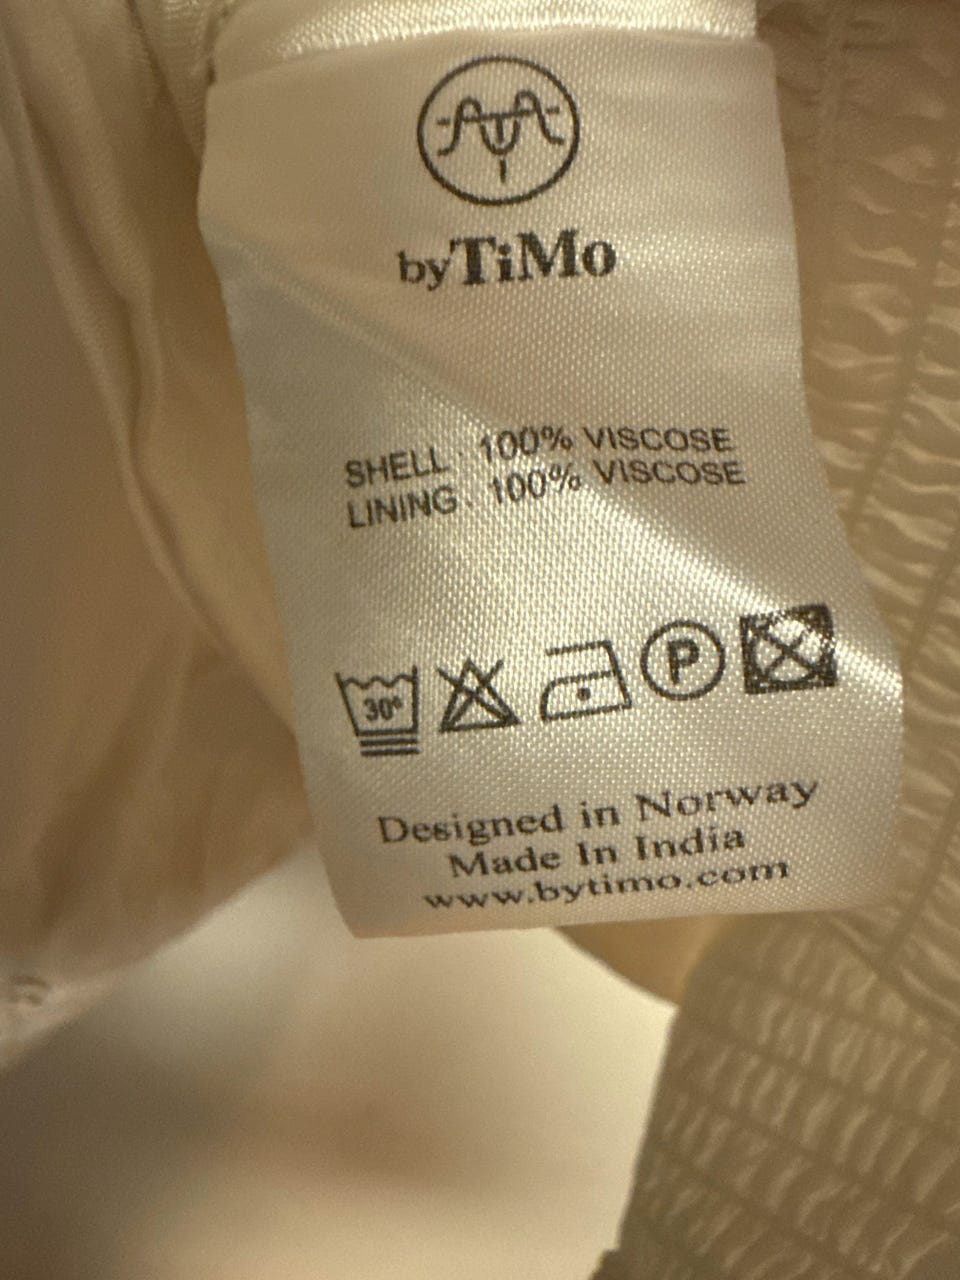 byTiMo
SHELL : 100% VISCOSE
LINING : 100% VISCOSE
30°
P
Designed in Norway
Made In India
www.bytimo.com